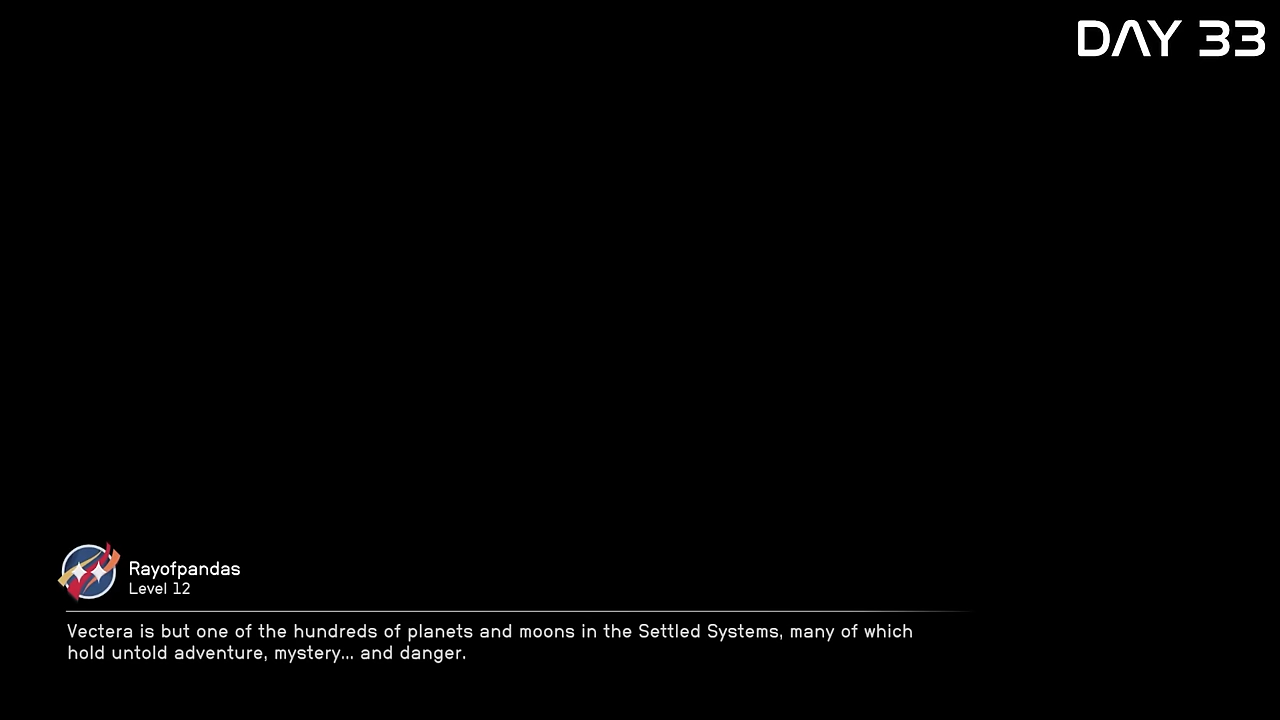 DAY 33
Rayofpandas
Level 12
Vectera is but one of the hundreds of planets and moons in the Settled Systems, many of which
hold untold adventure, mystery... and danger.